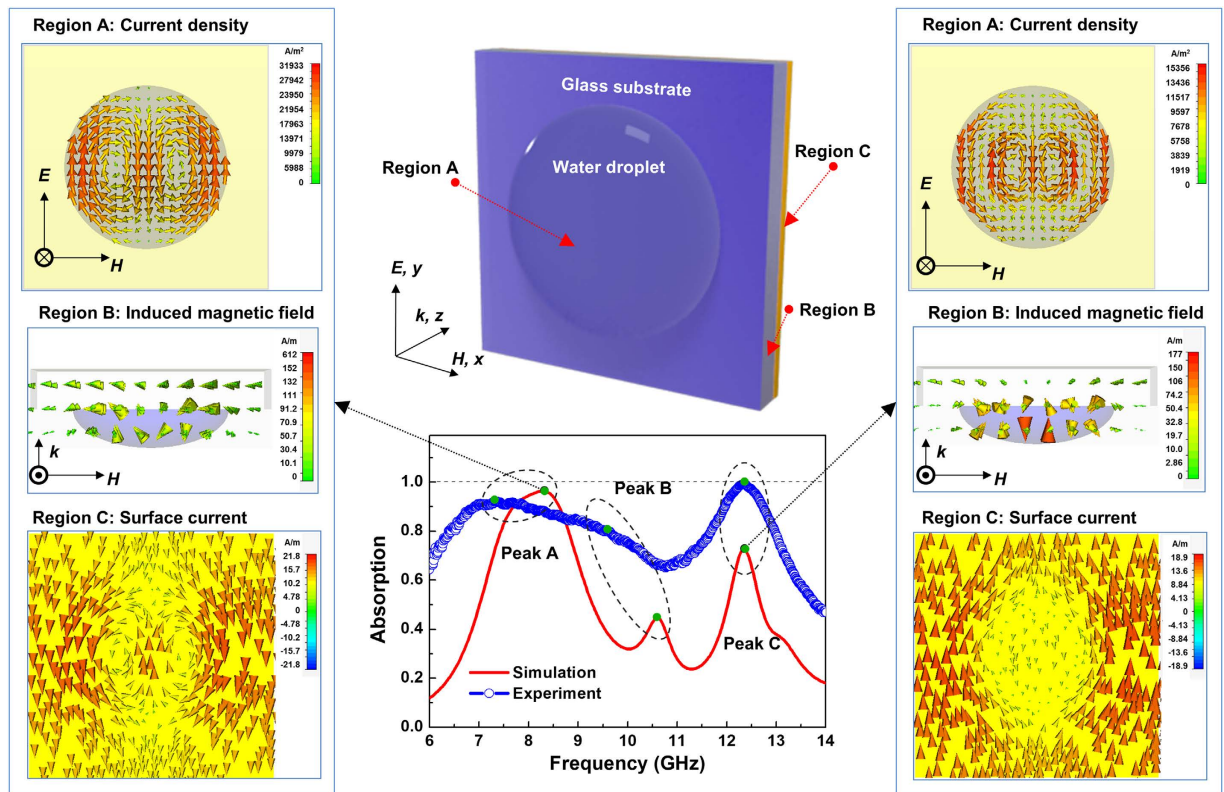 Region A: Current density
A/m²
31933
27942
23950
21954
17963
13971
9979
5988
0
E
H
Region B: Induced magnetic field
A/m
612
152
132
111
91.2
70.9
50.7
30.4
10.1
0
k
H
Region C: Surface current
A/m
21.8
15.7
10.2
5.2
0
-5.2
-10.2
-15.7
-21.8
Glass substrate
Water droplet
Region A
Region C
Region B
E, y
k, z
H, x
Absorption
1.0
0.8
0.6
0.4
0.2
0.0
Peak A
Peak B
Peak C
Simulation
Experiment
6 7 8 9 10 11 12 13 14
Frequency (GHz)
Region A: Current density
A/m²
15356
13436
11517
9597
7678
5758
3839
1919
0
E
H
Region B: Induced magnetic field
A/m
177
150
106
74.2
50.8
32.9
19.7
10.0
2.86
0
k
H
Region C: Surface current
A/m
18.9
13.6
8.84
4.13
0
-4.13
-8.84
-13.6
-18.9